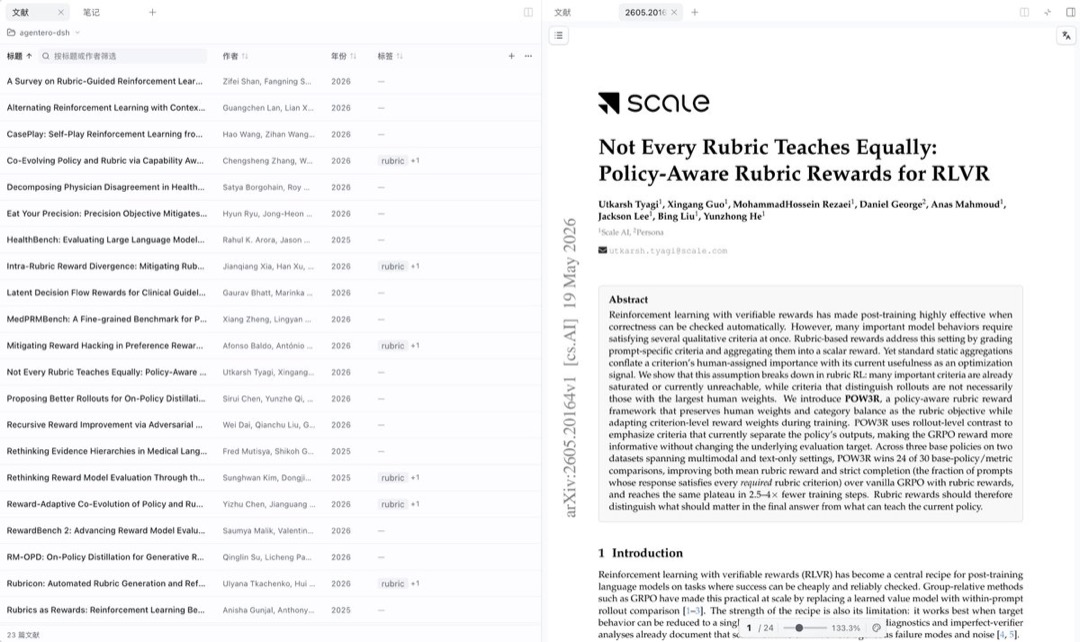 文献
笔记
agentero-dsh
标题
按标题或作者筛选
作者
年份
标签
A Survey on Rubric-Guided Reinforcement Lear... Zifei Shan, Fangning S... 2026 —
Alternating Reinforcement Learning with Contex... Guangchen Lan, Lian X... 2026 —
CasePlay: Self-Play Reinforcement Learning fro... Hao Wang, Zihan Wang... 2026 —
Co-Evolving Policy and Rubric via Capability Aw... Chengsheng Zhang, W... 2026 rubric +1
Decomposing Physician Disagreement in Health... Satya Borgohain, Roy ... 2026 —
Eat Your Precision: Precision Objective Mitigates... Hyun Ryu, Jong-Heon ... 2026 —
HealthBench: Evaluating Large Language Model... Rahul K. Arora, Jason ... 2025 —
Intra-Rubric Reward Divergence: Mitigating Rub... Jianqiang Xia, Han Xu, ... 2026 rubric +1
Latent Decision Flow Rewards for Clinical Guidel... Gaurav Bhatt, Marinka ... 2026 —
MedPRMBench: A Fine-grained Benchmark for P... Xiang Zheng, Lingyan ... 2026 —
Mitigating Reward Hacking in Preference Rewar... Afonso Baldo, António ... 2026 rubric +1
Not Every Rubric Teaches Equally: Policy-Aware ... Utkarsh Tyagi, Xingang... 2026 —
Proposing Better Rollouts for On-Policy Distillati... Sirui Chen, Yunzhe Qi, ... 2026 —
Recursive Reward Improvement via Adversarial ... Wei Dai, Qianchu Liu, G... 2026 —
Rethinking Evidence Hierarchies in Medical Lang... Fred Mutisya, Shikoh G... 2025 —
Rethinking Reward Model Evaluation Through th... Sunghwan Kim, Dongji... 2025 rubric +1
Reward-Adaptive Co-Evolution of Policy and Ru... Yizhu Chen, Jianguang ... 2026 rubric +1
RewardBench 2: Advancing Reward Model Evalu... Saumya Malik, Valentin... 2026 —
RM-OPD: On-Policy Distillation for Generative R... Qinglin Su, Licheng Pa... 2026 —
Rubricon: Automated Rubric Generation and Ref... Ulyana Tkachenko, Hui ... 2026 rubric +1
Rubrics as Rewards: Reinforcement Learning Be... Anisha Gunjal, Anthony... 2025 —
23 篇文献
文献
2605.2016
scale
Not Every Rubric Teaches Equally:
Policy-Aware Rubric Rewards for RLVR
Utkarsh Tyagi¹, Xingang Guo¹, MohammadHossein Rezaei¹, Daniel George², Anas Mahmoud¹,
Jackson Lee¹, Bing Liu¹, Yunzhong He¹
¹Scale AI, ²Persona
utkarsh.tyagi@scale.com
arXiv:2605.20164v1 [cs.AI] 19 May 2026
Abstract
Reinforcement learning with verifiable rewards has made post-training highly effective when
correctness can be checked automatically. However, many important model behaviors require
satisfying several qualitative criteria at once. Rubric-based rewards address this setting by grading
prompt-specific criteria and aggregating them into a scalar reward. Yet standard static aggregations
conflate a criterion's human-assigned importance with its current usefulness as an optimization
signal. We show that this assumption breaks down in rubric RL: many important criteria are already
saturated or currently unreachable, while criteria that distinguish rollouts are not necessarily
those with the largest human weights. We introduce POW3R, a policy-aware rubric reward
framework that preserves human weights and category balance as the rubric objective while
adapting criterion-level reward weights during training. POW3R uses rollout-level contrast to
emphasize criteria that currently separate the policy's outputs, making the GRPO reward more
informative without changing the underlying evaluation target. Across three base policies on two
datasets spanning multimodal and text-only settings, POW3R wins 24 of 30 base-policy/metric
comparisons, improving both mean rubric reward and strict completion (the fraction of prompts
whose response satisfies every required rubric criterion) over vanilla GRPO with rubric rewards,
and reaches the same plateau in 2.5–4× fewer training steps. Rubric rewards should therefore
distinguish what should matter in the final answer from what can teach the current policy.
1 Introduction
Reinforcement learning with verifiable rewards (RLVR) has become a central recipe for post-training
language models on tasks where success can be cheaply and reliably checked. Group-relative methods
such as GRPO have made this practical at scale by replacing a learned value model with within-prompt
rollout comparison [1–3]. The strength of the recipe is also its limitation: it works best when target
behavior can be reduced to a singl diagnostics and imperfect-verifier
analyses already document that sc as failure modes and noise [4, 5].
1 / 24 133.3%